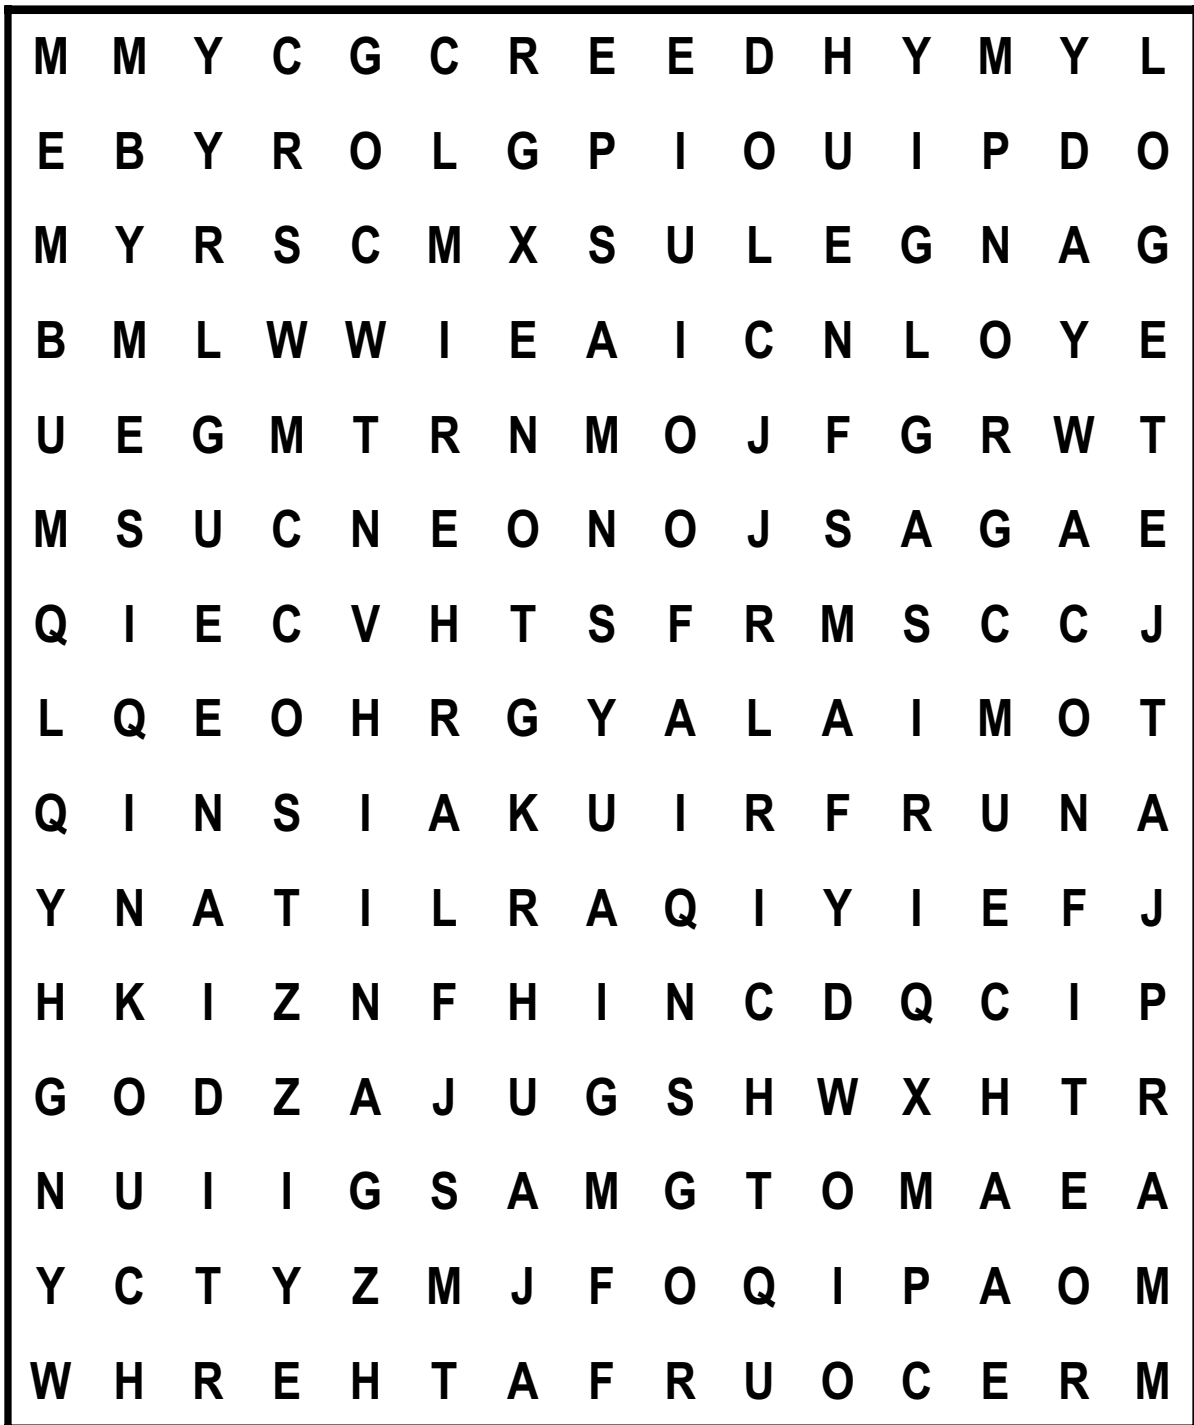 M M Y C G C R E E D H Y M Y L
E B Y R O L G P I O U I P D O
M Y R S C M X S U L E G N A G
B M L W W I E A I C N L O Y E
U E G M T R N M O J F G R W T
M S U C N E O N O J S A G A E
Q I E C V H T S F R M S C C J
L Q E O H R G Y A L A I M O T
Q I N S I A K U I R F R U N A
Y N A T I L R A Q I Y I E F J
H K I Z N F H I N C D Q C I P
G O D Z A J U G S H W X H T R
N U I I G S A M G T O M A E A
Y C T Y Z M J F O Q I P A O M
W H R E H T A F R U O C E R M